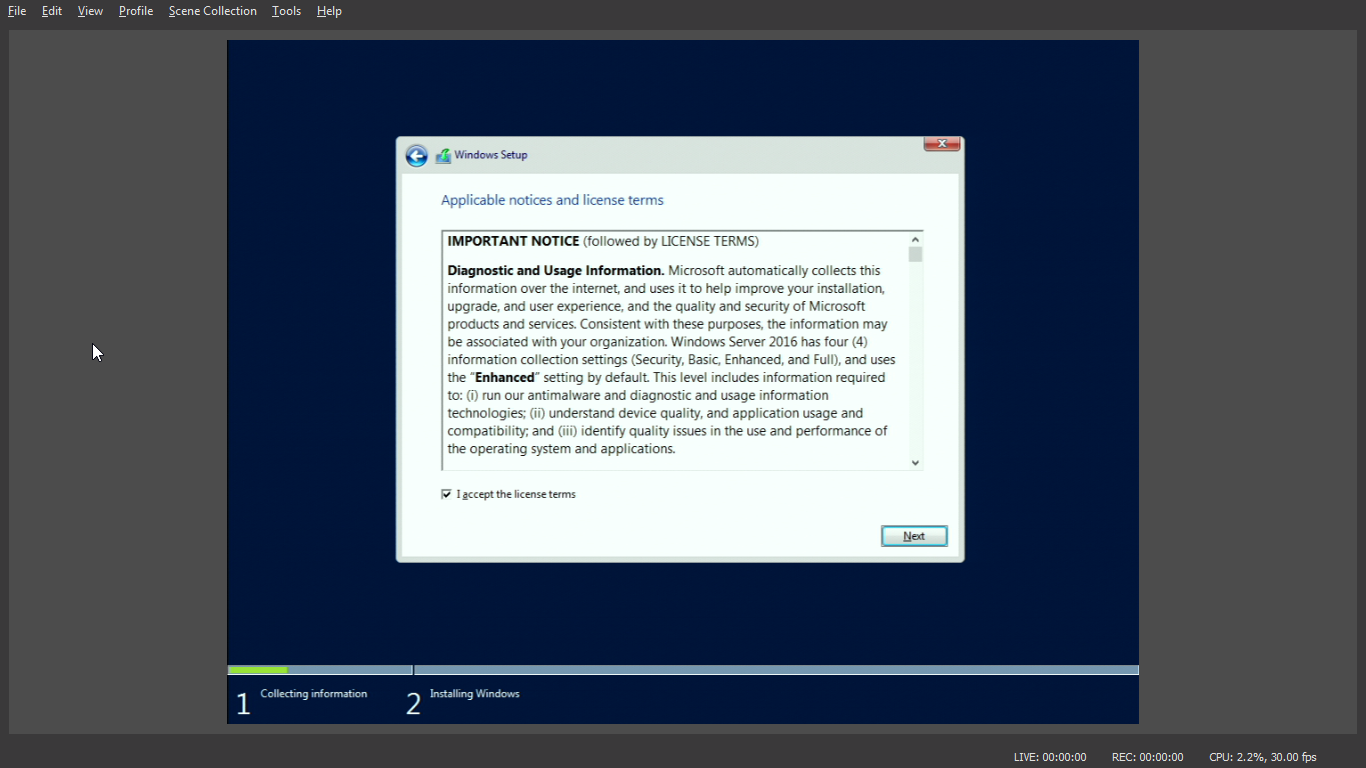 File Edit View Profile Scene Collection Tools Help
Windows Setup
x
Applicable notices and license terms
IMPORTANT NOTICE (followed by LICENSE TERMS)
Diagnostic and Usage Information. Microsoft automatically collects this
information over the internet, and uses it to help improve your installation,
upgrade, and user experience, and the quality and security of Microsoft
products and services. Consistent with these purposes, the information may
be associated with your organization. Windows Server 2016 has four (4)
information collection settings (Security, Basic, Enhanced, and Full), and uses
the “Enhanced” setting by default. This level includes information required
to: (i) run our antimalware and diagnostic and usage information
technologies; (ii) understand device quality, and application usage and
compatibility; and (iii) identify quality issues in the use and performance of
the operating system and applications.
I accept the license terms
Next
1 Collecting information 2 Installing Windows
LIVE: 00:00:00 REC: 00:00:00 CPU: 2.2%, 30.00 fps